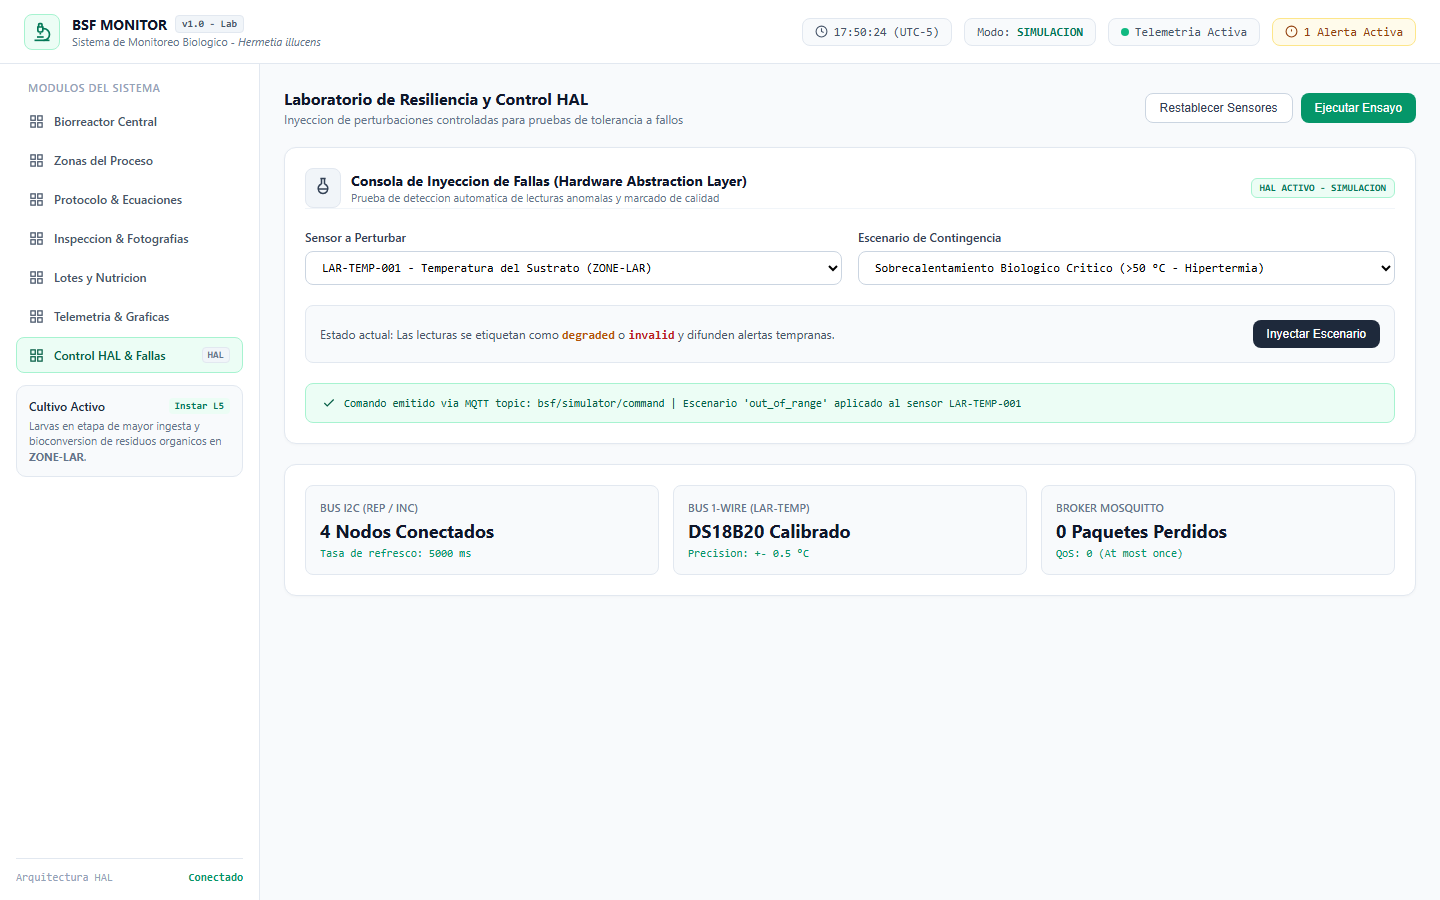 BSF MONITOR v1.0 - Lab
Sistema de Monitoreo Biologico - Hermetia illucens
17:50:24 (UTC-5)
Modo: SIMULACION
Telemetria Activa
1 Alerta Activa
MODULOS DEL SISTEMA
Biorreactor Central
Zonas del Proceso
Protocolo & Ecuaciones
Inspeccion & Fotografias
Lotes y Nutricion
Telemetria & Graficas
Control HAL & Fallas HAL
Cultivo Activo Instar L5
Larvas en etapa de mayor ingesta y
bioconversion de residuos organicos en
ZONE-LAR.
Arquitectura HAL Conectado
Laboratorio de Resiliencia y Control HAL
Inyeccion de perturbaciones controladas para pruebas de tolerancia a fallos
Restablecer Sensores
Ejecutar Ensayo
Consola de Inyeccion de Fallas (Hardware Abstraction Layer)
Prueba de deteccion automatica de lecturas anomalas y marcado de calidad
HAL ACTIVO - SIMULACION
Sensor a Perturbar
LAR-TEMP-001 - Temperatura del Sustrato (ZONE-LAR)
Escenario de Contingencia
Sobrecalentamiento Biologico Critico (>50 °C - Hipertermia)
Estado actual: Las lecturas se etiquetan como degraded o invalid y difunden alertas tempranas.
Inyectar Escenario
Comando emitido via MQTT topic: bsf/simulator/command | Escenario 'out_of_range' aplicado al sensor LAR-TEMP-001
BUS I2C (REP / INC)
4 Nodos Conectados
Tasa de refresco: 5000 ms
BUS 1-WIRE (LAR-TEMP)
DS18B20 Calibrado
Precision: +- 0.5 °C
BROKER MOSQUITTO
0 Paquetes Perdidos
QoS: 0 (At most once)